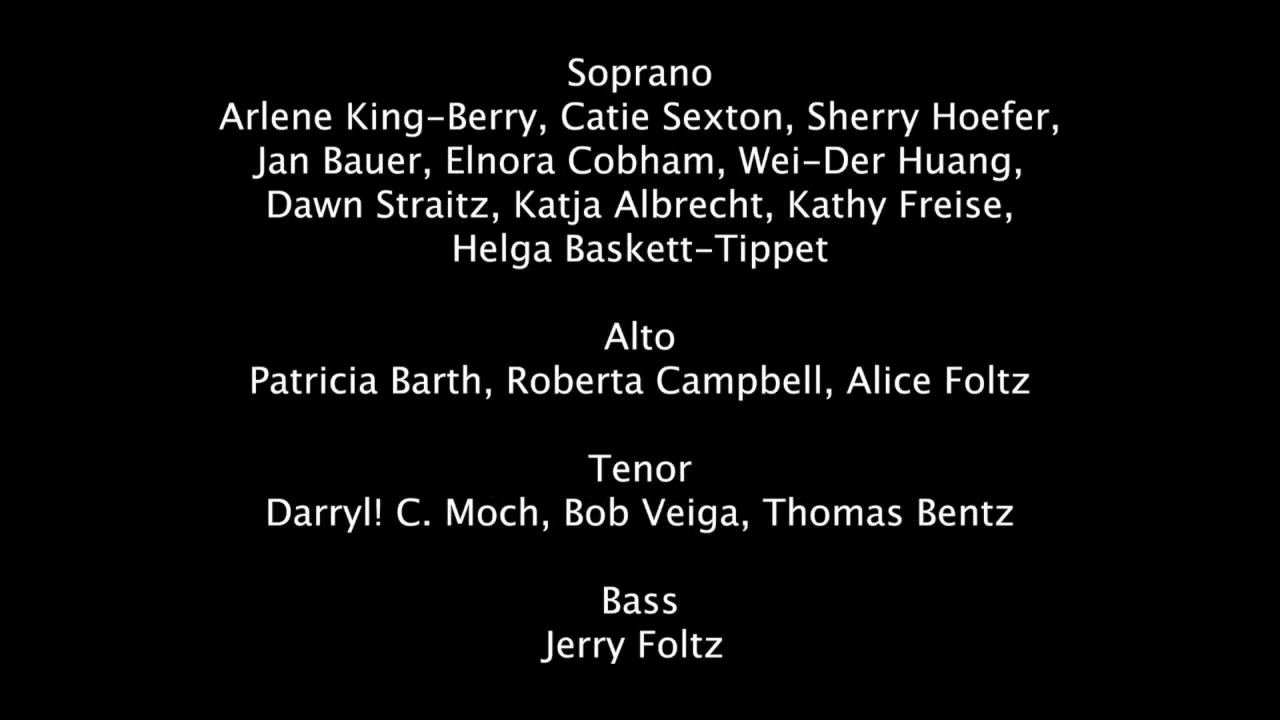 Soprano
Arlene King-Berry, Catie Sexton, Sherry Hoefer,
Jan Bauer, Elnora Cobham, Wei-Der Huang,
Dawn Straitz, Katja Albrecht, Kathy Freise,
Helga Baskett-Tippet
Alto
Patricia Barth, Roberta Campbell, Alice Foltz
Tenor
Darryl! C. Moch, Bob Veiga, Thomas Bentz
Bass
Jerry Foltz